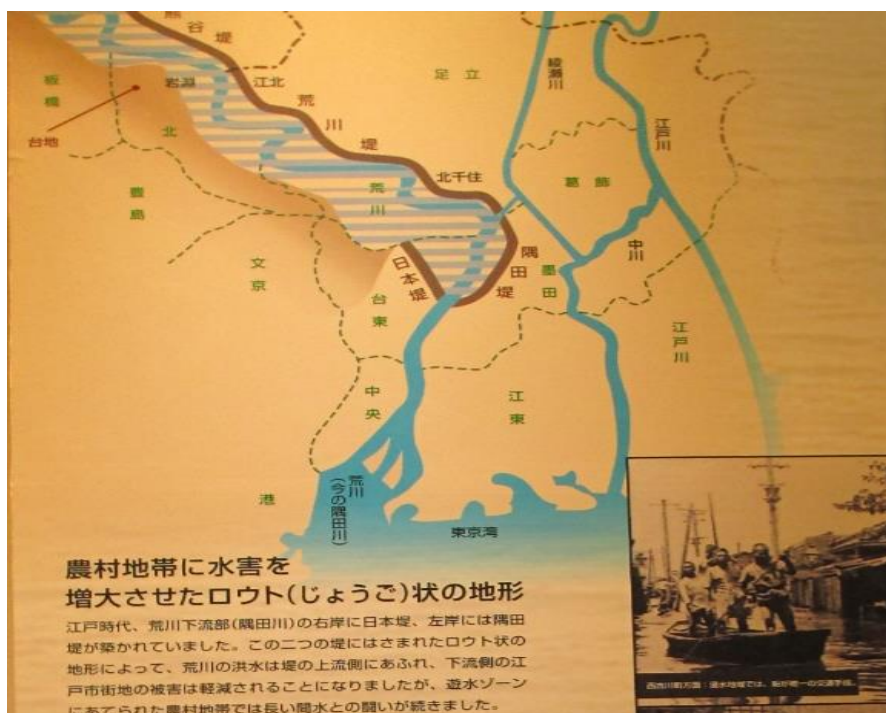 熊谷堤
岩淵
江北
荒川堤
足立
綾瀬川
江戸川
板橋
台地
北
豊島
文京
荒川
北千住
葛飾
中川
日本堤
隅田堤
墨田
台東
江戸川
中央
江東
港
荒川
(今の隅田川)
東京湾
農村地帯に水害を
増大させたロウト(じょうご)状の地形
江戸時代、荒川下流部(隅田川)の右岸に日本堤、左岸には隅田
堤が築かれていました。この二つの堤にはさまれたロウト状の
地形によって、荒川の洪水は堤の上流側にあふれ、下流側の江
戸市街地の被害は軽減されることになりましたが、遊水ゾーン
にあてられた農村地帯では長い間水との闘いが続きました。